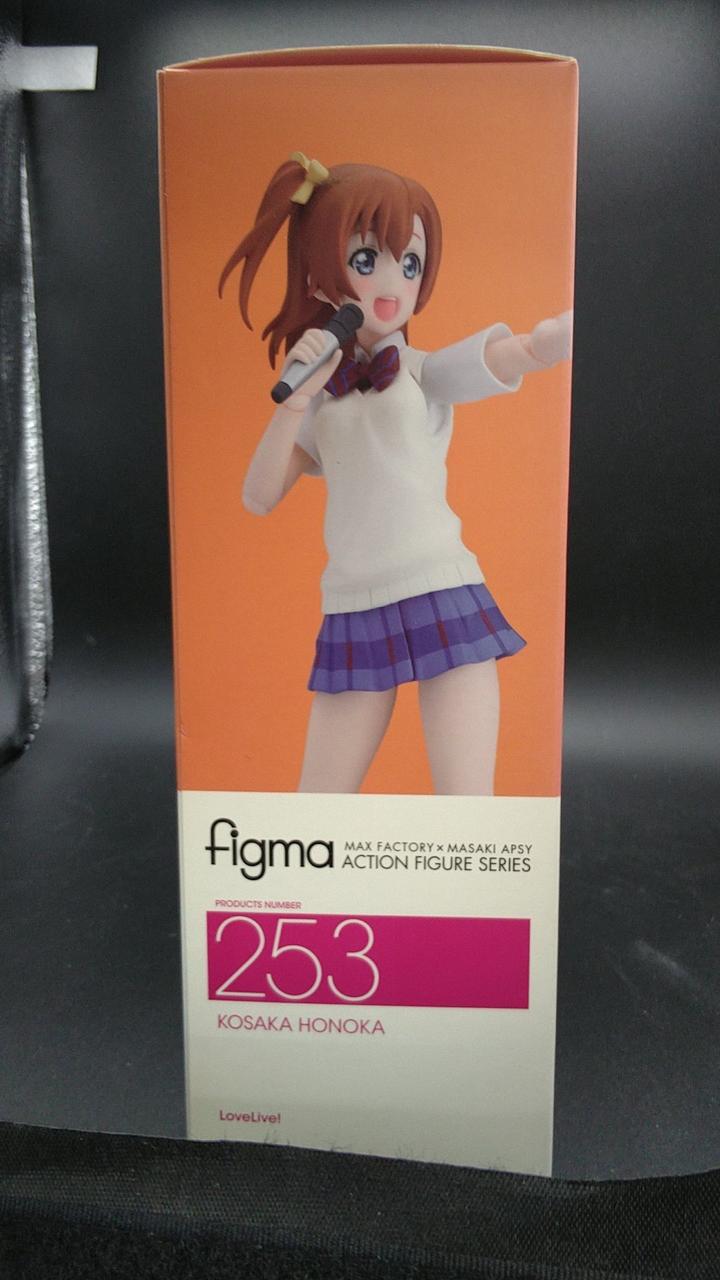 figma
MAX FACTORY × MASAKI APSY
ACTION FIGURE SERIES
PRODUCTS NUMBER
253
KOSAKA HONOKA
LoveLive!